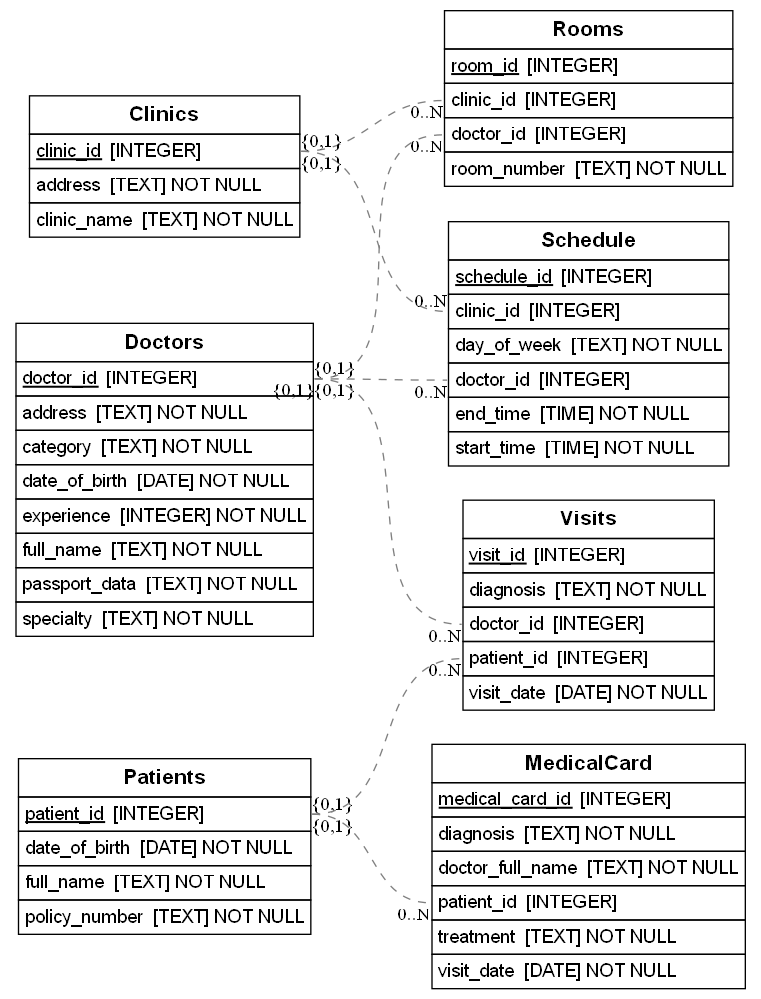 Rooms
room_id [INTEGER]
clinic_id [INTEGER]
doctor_id [INTEGER]
room_number [TEXT] NOT NULL
Clinics
clinic_id [INTEGER]
address [TEXT] NOT NULL
clinic_name [TEXT] NOT NULL
{0,1}
0..N
0..N
{0,1}
Schedule
schedule_id [INTEGER]
clinic_id [INTEGER]
day_of_week [TEXT] NOT NULL
doctor_id [INTEGER]
end_time [TIME] NOT NULL
start_time [TIME] NOT NULL
0..N
0..N
Doctors
doctor_id [INTEGER]
address [TEXT] NOT NULL
category [TEXT] NOT NULL
date_of_birth [DATE] NOT NULL
experience [INTEGER] NOT NULL
full_name [TEXT] NOT NULL
passport_data [TEXT] NOT NULL
specialty [TEXT] NOT NULL
{0,1}
{0,1}
{0,1}
Visits
visit_id [INTEGER]
diagnosis [TEXT] NOT NULL
doctor_id [INTEGER]
patient_id [INTEGER]
visit_date [DATE] NOT NULL
0..N
0..N
Patients
patient_id [INTEGER]
date_of_birth [DATE] NOT NULL
full_name [TEXT] NOT NULL
policy_number [TEXT] NOT NULL
{0,1}
{0,1}
MedicalCard
medical_card_id [INTEGER]
diagnosis [TEXT] NOT NULL
doctor_full_name [TEXT] NOT NULL
patient_id [INTEGER]
treatment [TEXT] NOT NULL
visit_date [DATE] NOT NULL
0..N